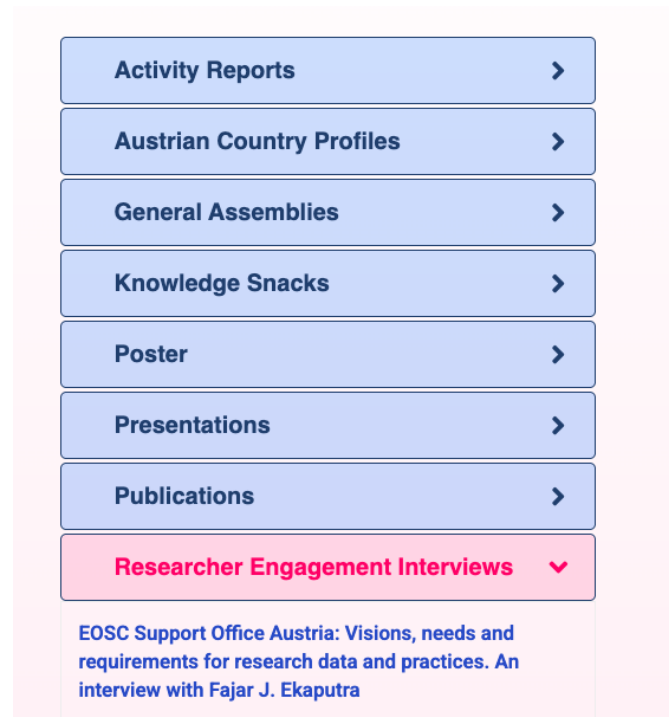 Activity Reports
Austrian Country Profiles
General Assemblies
Knowledge Snacks
Poster
Presentations
Publications
Researcher Engagement Interviews
EOSC Support Office Austria: Visions, needs and
requirements for research data and practices. An
interview with Fajar J. Ekaputra